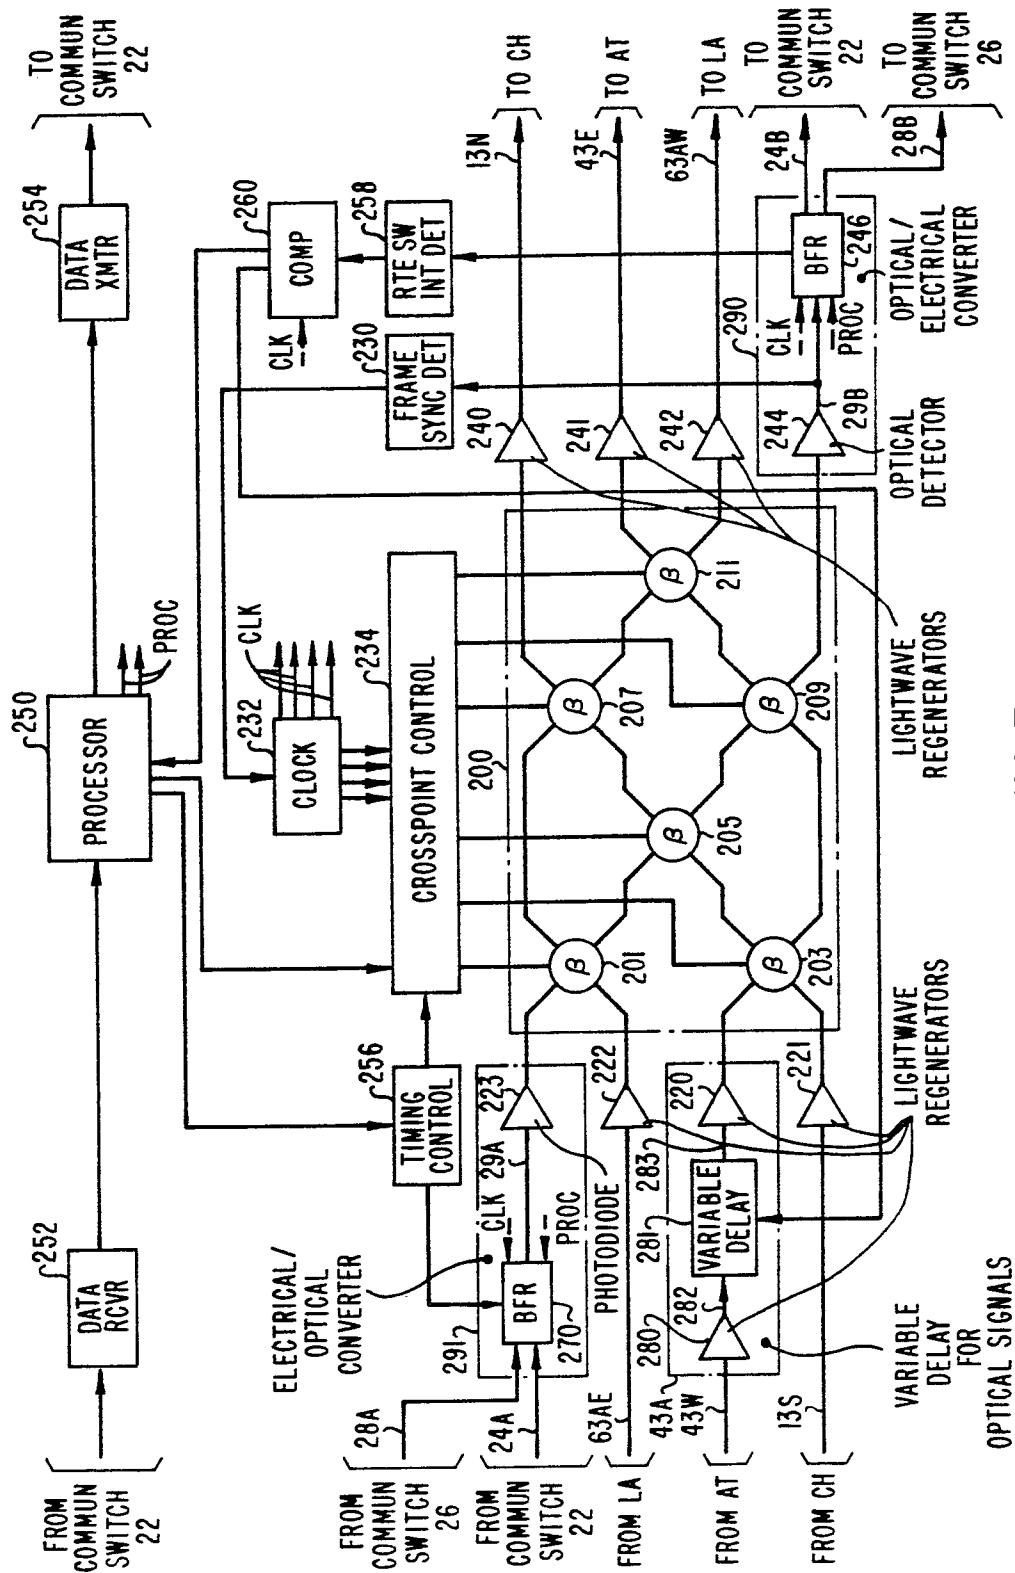 FROM
COMMUN
SWITCH
22
252
DATA
RCVR
250
PROCESSOR
PROC
254
DATA
XMTR
TO
COMMUN
SWITCH
22
232
CLOCK
CLK
260
COMP
CLK
258
RTE SW
INT DET
230
FRAME
SYNC DET
256
TIMING
CONTROL
234
CROSSPOINT CONTROL
ELECTRICAL/
OPTICAL
CONVERTER
291
FROM
COMMUN
SWITCH
26
28A
FROM
COMMUN
SWITCH
22
24A
CLK
BFR
270
PROC
29A
223
PHOTODIODE
FROM LA
63AE
222
FROM AT
43A
43W
280
282
281
VARIABLE
DELAY
283
220
FROM CH
13S
221
VARIABLE
DELAY
FOR
OPTICAL SIGNALS
LIGHTWAVE
REGENERATORS
200
β
201
β
203
β
205
β
207
β
209
β
211
LIGHTWAVE
REGENERATORS
240
13N
TO CH
241
43E
TO AT
242
63AW
TO LA
290
244
29B
CLK
PROC
BFR
246
24B
TO
COMMUN
SWITCH
22
28B
TO
COMMUN
SWITCH
26
OPTICAL
DETECTOR
OPTICAL/
ELECTRICAL
CONVERTER